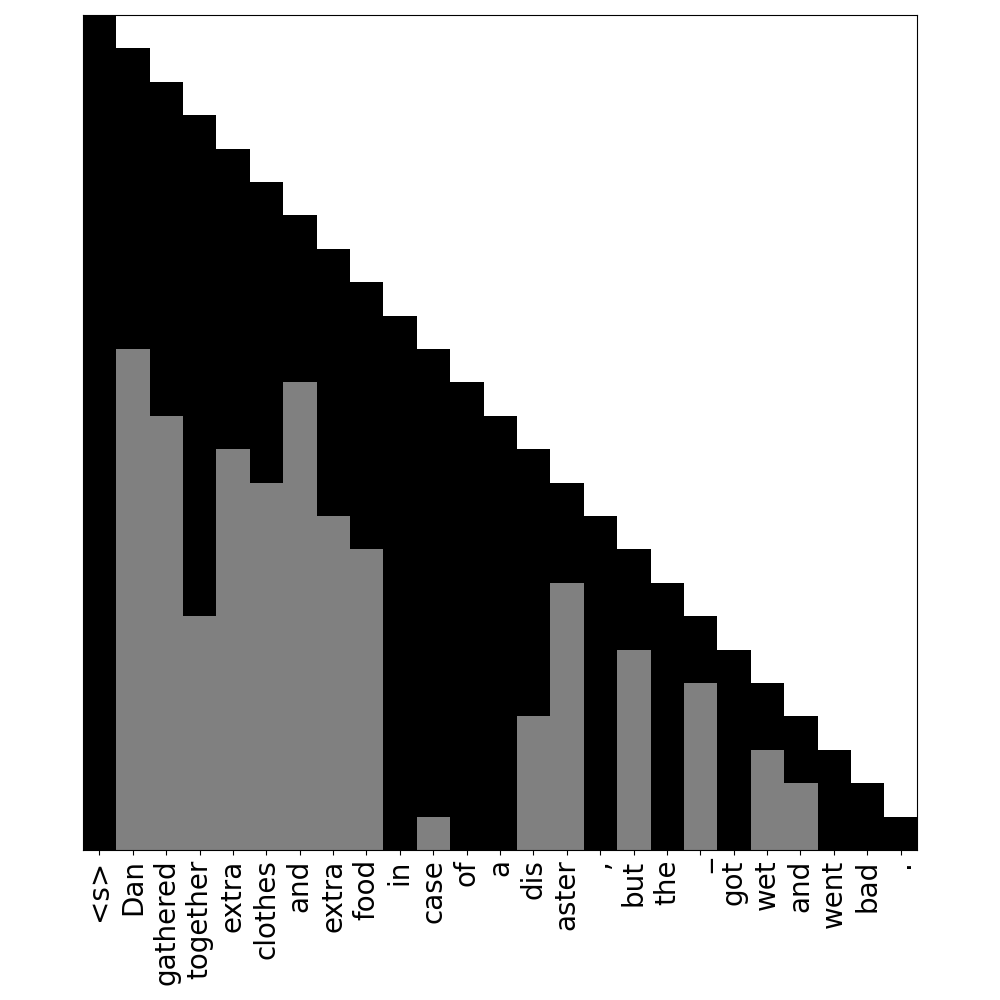 <s> Dan gathered together extra clothes and extra food in case of a dis aster , but the _ got wet and went bad .